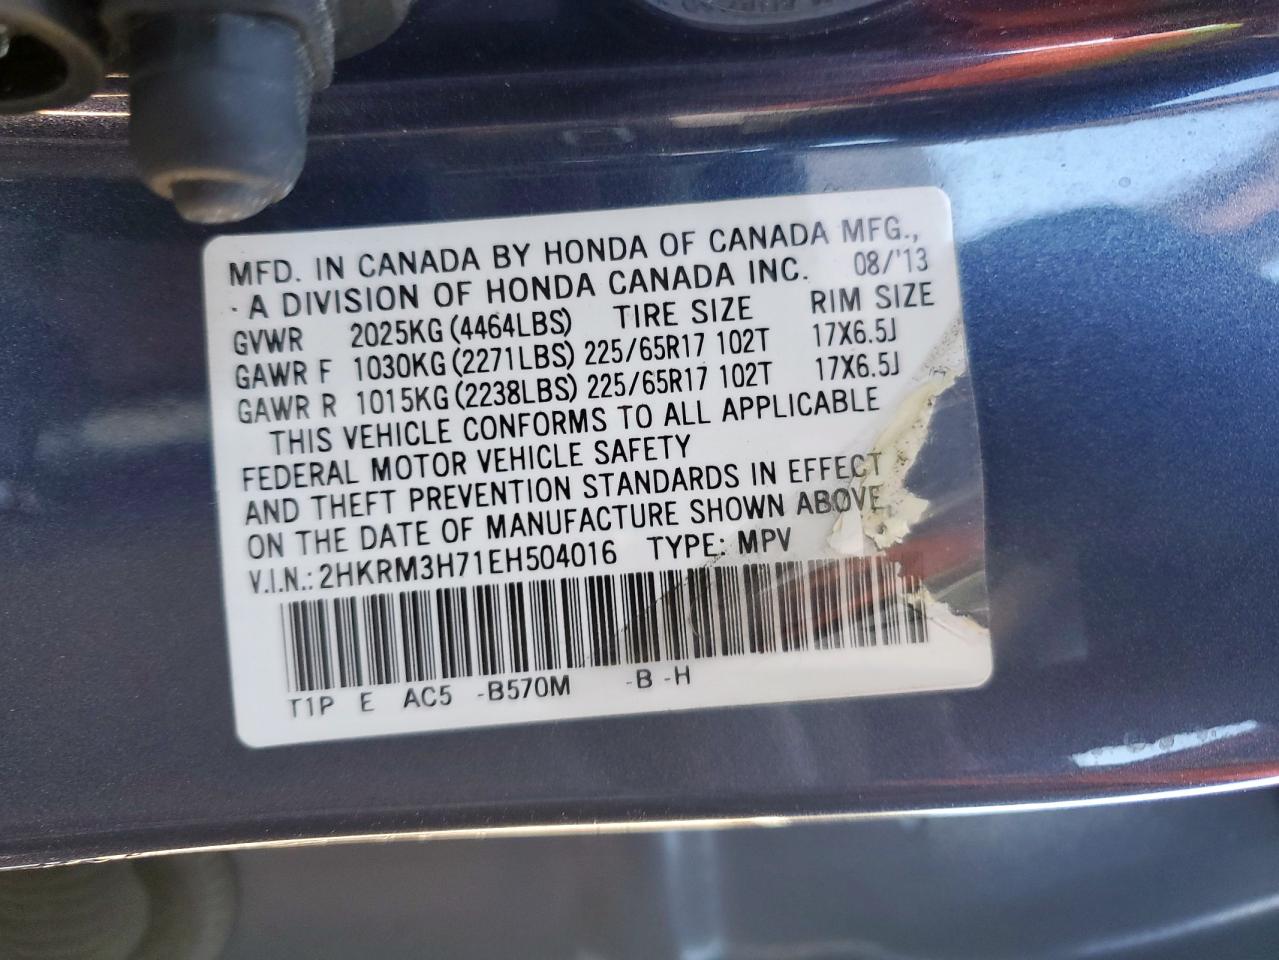 MFD. IN CANADA BY HONDA OF CANADA MFG.,
- A DIVISION OF HONDA CANADA INC. 08/'13
GVWR 2025KG (4464LBS) TIRE SIZE RIM SIZE
GAWR F 1030KG (2271LBS) 225/65R17 102T 17X6.5J
GAWR R 1015KG (2238LBS) 225/65R17 102T 17X6.5J
THIS VEHICLE CONFORMS TO ALL APPLICABLE
FEDERAL MOTOR VEHICLE SAFETY
AND THEFT PREVENTION STANDARDS IN EFFECT
ON THE DATE OF MANUFACTURE SHOWN ABOVE
V.I.N.: 2HKRM3H71EH504016 TYPE: MPV
T1P E AC5 -B570M -B -H